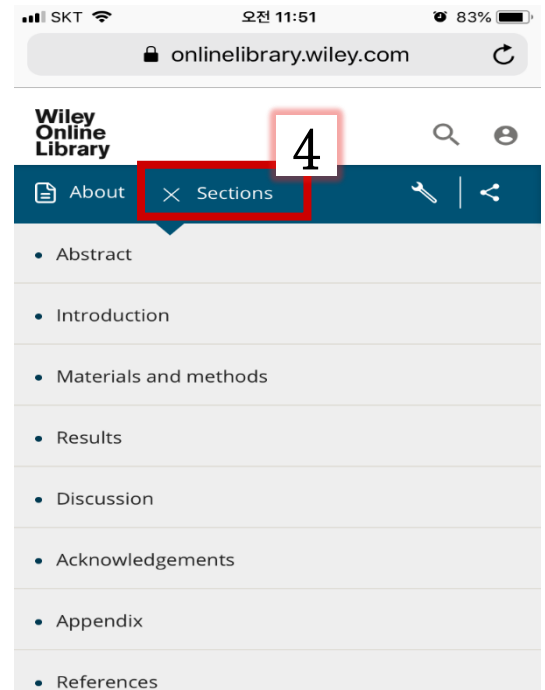 SKT 오전 11:51 83%
onlinelibrary.wiley.com
Wiley
Online
Library
4
About Sections
• Abstract
• Introduction
• Materials and methods
• Results
• Discussion
• Acknowledgements
• Appendix
• References